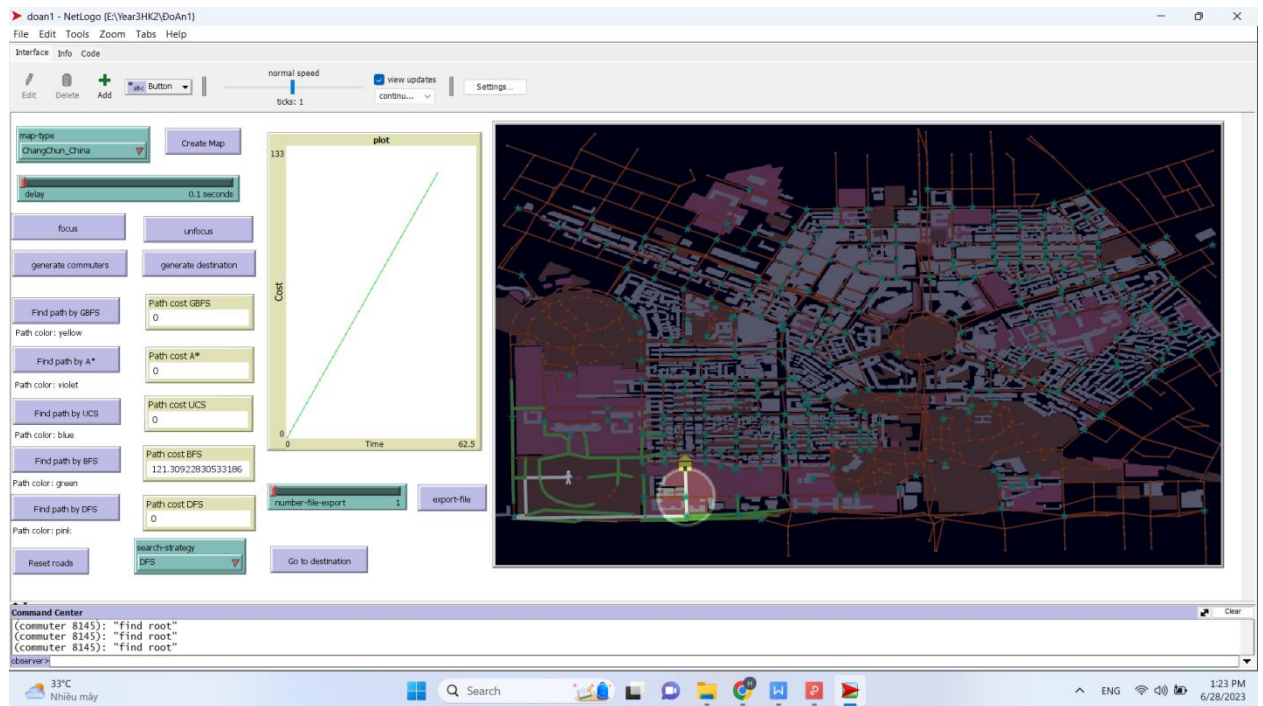 doan1 - NetLogo {E:\Year3HK2\ĐoAn1}
File Edit Tools Zoom Tabs Help
Interface Info Code
Edit Delete Add
abc Button
normal speed
ticks: 1
view updates
continu...
Settings...
map-type
ChangChun_China
Create Map
delay 0.1 seconds
focus unfocus
generate commuters generate destination
Find path by GBFS
Path cost GBFS
0
Path color: yellow
Find path by A*
Path cost A*
0
Path color: violet
Find path by UCS
Path cost UCS
0
Path color: blue
Find path by BFS
Path cost BFS
121.30922830533186
Path color: green
Find path by DFS
Path cost DFS
0
Path color: pink
Reset roads
search-strategy
DFS
Go to destination
plot
133
Cost
0
0 Time 62.5
number-file-export 1
export-file
Command Center
Clear
(commuter 8145): "find root"
(commuter 8145): "find root"
(commuter 8145): "find root"
observer>
33°C
Nhiều mây
Search
ENG
1:23 PM
6/28/2023